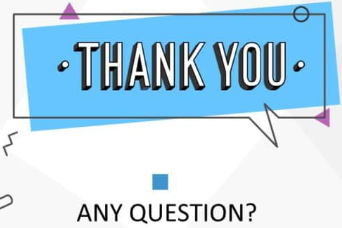 · THANK YOU ·
ANY QUESTION?